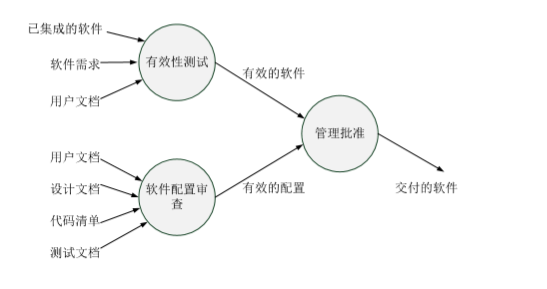 已集成的软件
软件需求
用户文档
有效性测试
有效的软件
管理批准
交付的软件
用户文档
设计文档
代码清单
测试文档
软件配置审
查
有效的配置